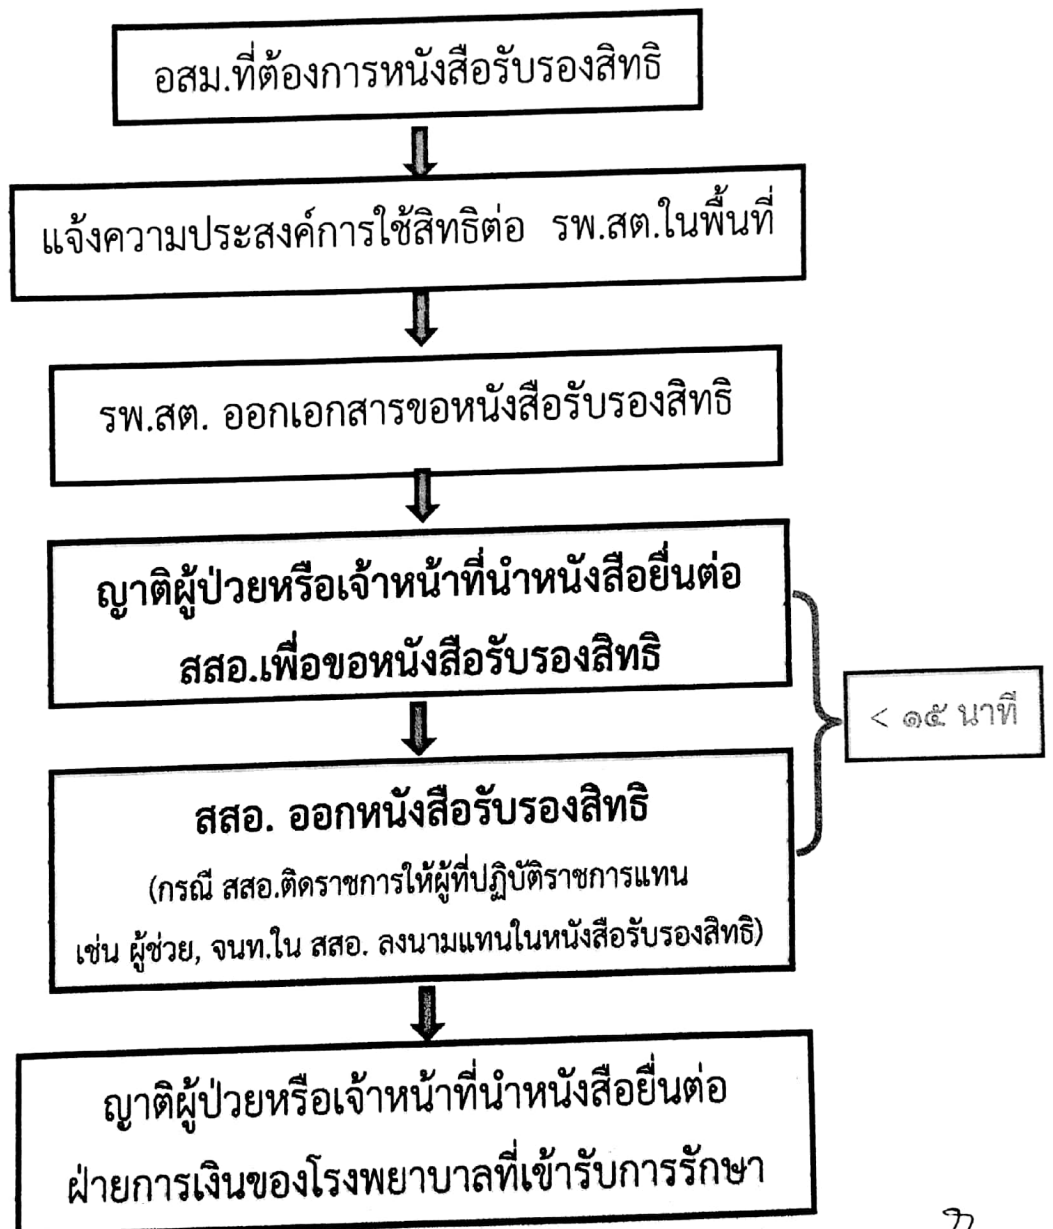 อสม.ที่ต้องการหนังสือรับรองสิทธิ
แจ้งความประสงค์การใช้สิทธิต่อ รพ.สต.ในพื้นที่
รพ.สต. ออกเอกสารขอหนังสือรับรองสิทธิ
ญาติผู้ป่วยหรือเจ้าหน้าที่นำหนังสือยื่นต่อ
สสอ.เพื่อขอหนังสือรับรองสิทธิ
< ๑๕ นาที
สสอ. ออกหนังสือรับรองสิทธิ
(กรณี สสอ.ติดราชการให้ผู้ที่ปฏิบัติราชการแทน
เช่น ผู้ช่วย, จนท.ใน สสอ. ลงนามแทนในหนังสือรับรองสิทธิ)
ญาติผู้ป่วยหรือเจ้าหน้าที่นำหนังสือยื่นต่อ
ฝ่ายการเงินของโรงพยาบาลที่เข้ารับการรักษา